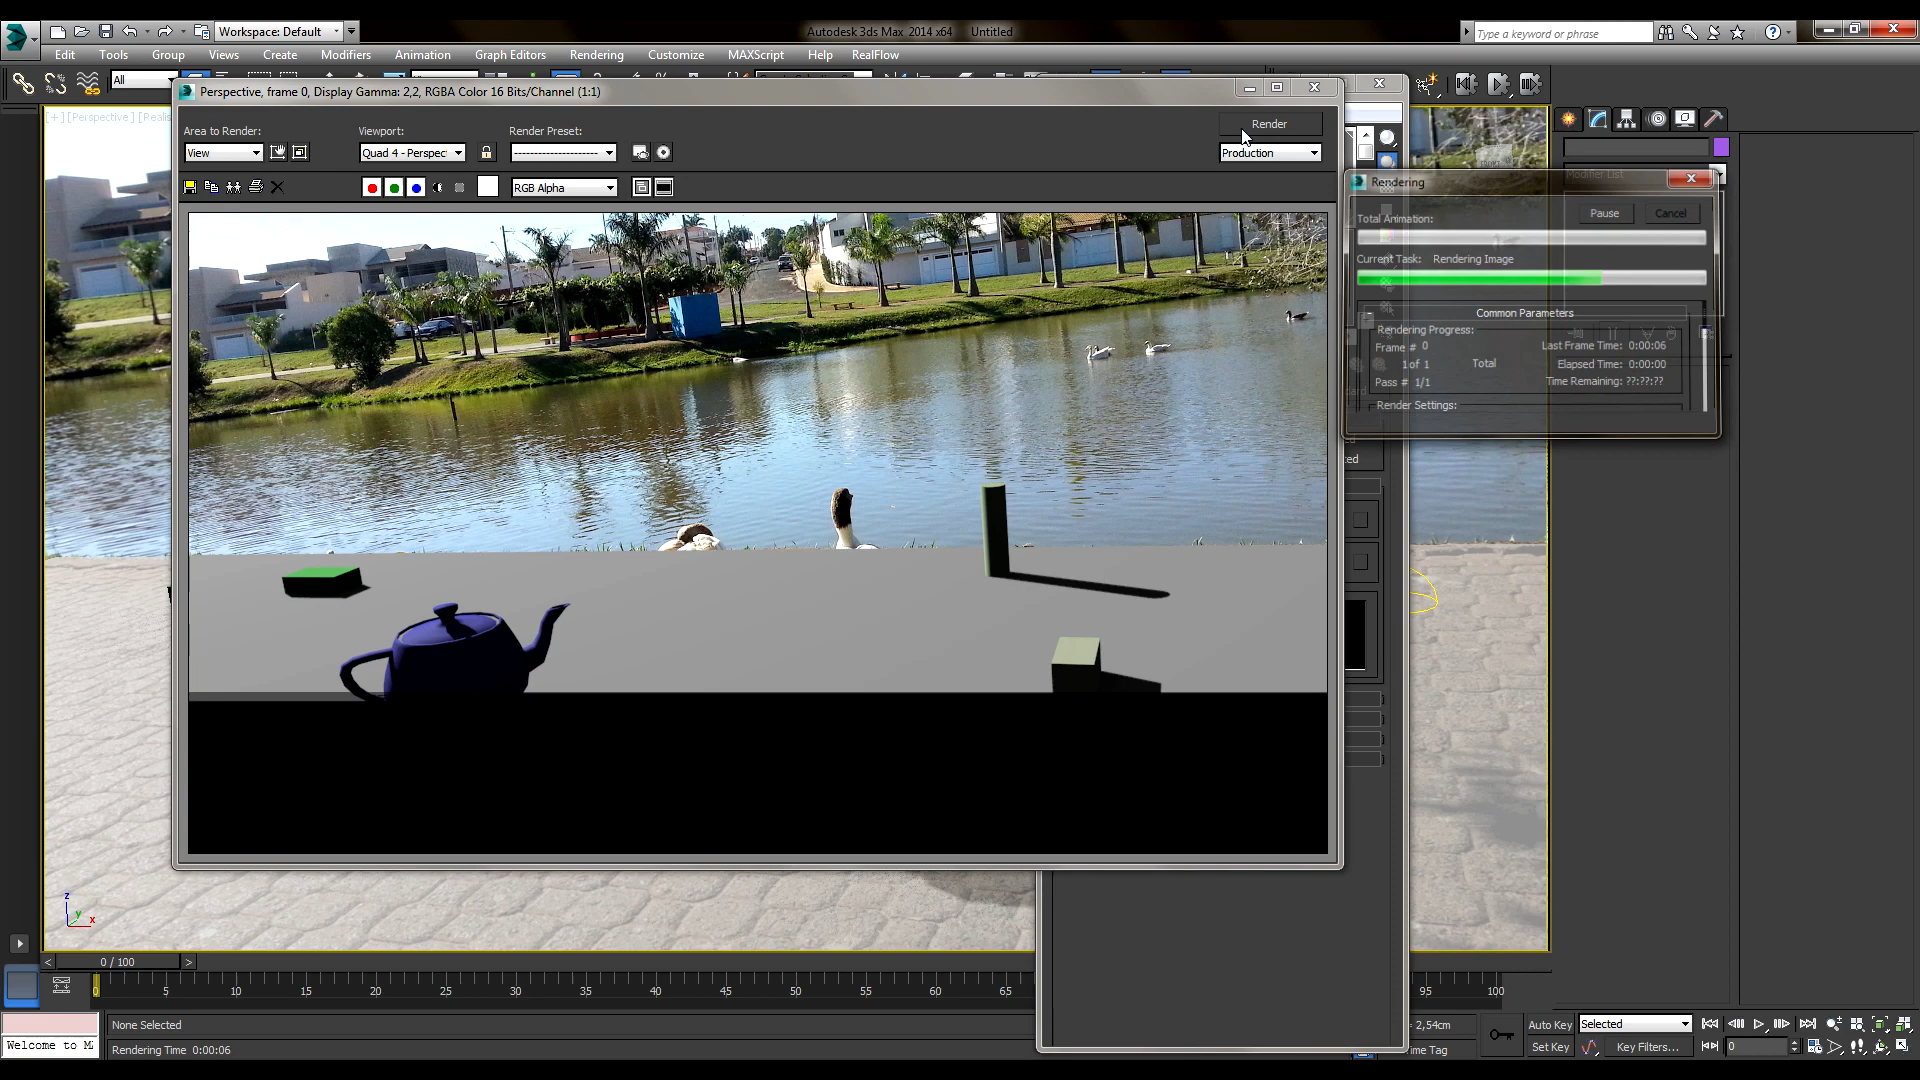 Workspace: Default
Autodesk 3ds Max 2014 x64 Untitled
Type a keyword or phrase
Edit Tools Group Views Create Modifiers Animation Graph Editors Rendering Customize MAXScript Help RealFlow
All
Perspective, frame 0, Display Gamma: 2,2, RGBA Color 16 Bits/Channel (1:1)
[+] [Perspective]
Area to Render:
Viewport:
Render Preset:
Render
View
Quad 4 - Perspect
Production
RGB Alpha
Modifier List
Rendering
Total Animation:
Pause
Cancel
Current Task: Rendering Image
Common Parameters
Rendering Progress:
Frame # 0
Last Frame Time: 0:00:06
1 of 1 Total
Elapsed Time: 0:00:00
Pass # 1/1
Time Remaining: ??:??:??
Render Settings:
z
y
x
0 / 100
0 5 10 15 20 25 30 35 40 45 50 55 60 65 95 100
None Selected
= 2,54cm
Auto Key
Selected
Welcome to M
Rendering Time 0:00:06
Set Key
Key Filters...
0